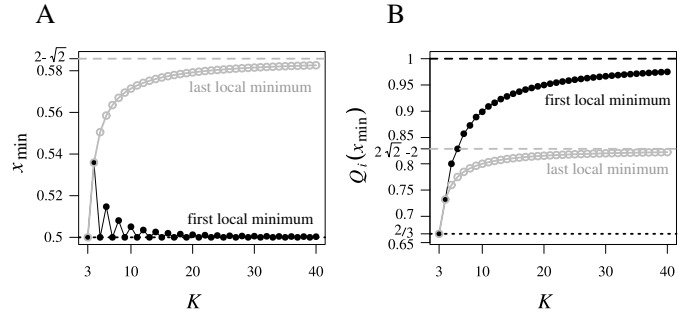 A
x_min
2-√2
0.58
0.56
0.54
0.52
0.5
last local minimum
first local minimum
3
10
20
30
40
K
B
Q_i(x_min)
1
0.95
0.9
0.85
2√2 -2
0.8
0.75
0.7
2/3
0.65
first local minimum
last local minimum
3
10
20
30
40
K